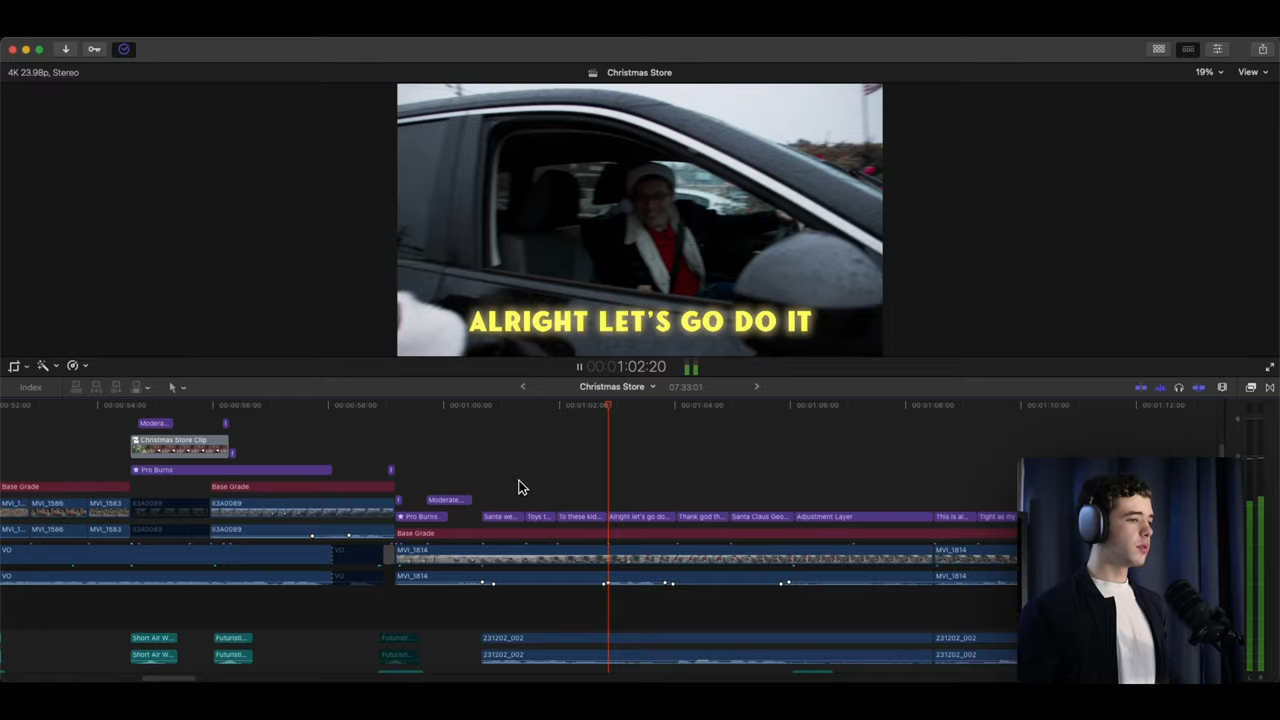 4K 23.98p, Stereo
Christmas Store
19%
View
ALRIGHT LET'S GO DO IT
00:00:1:02:20
Index
Christmas Store
07:33:01
00:52:00
00:00:54:00
00:00:56:00
00:00:58:00
00:01:00:00
00:01:02:00
00:01:04:00
00:01:06:00
00:01:08:00
00:01:10:00
00:01:12:00
Modera...
Christmas Store Clip
Pro Burns
Base Grade
Base Grade
MVI_1...
MVI_1586
MVI_1583
II3A0089
II3A0089
Moderate...
Pro Burns
Santa we...
Toys t...
To these kid...
Alright let's go do...
Thank god th...
Santa Claus Geo...
Adjustment Layer
This is al...
Tight as my
MVI_1...
MVI_1586
MVI_1583
II3A0089
II3A0089
Base Grade
VO
VO
MVI_1814
MVI_1814
VO
VO
MVI_1814
MVI_1814
Short Air W...
Futuristi...
Futuristi...
231202_002
231202_002
Short Air W...
Futuristi...
Futuristi...
231202_002
231202_002
L R